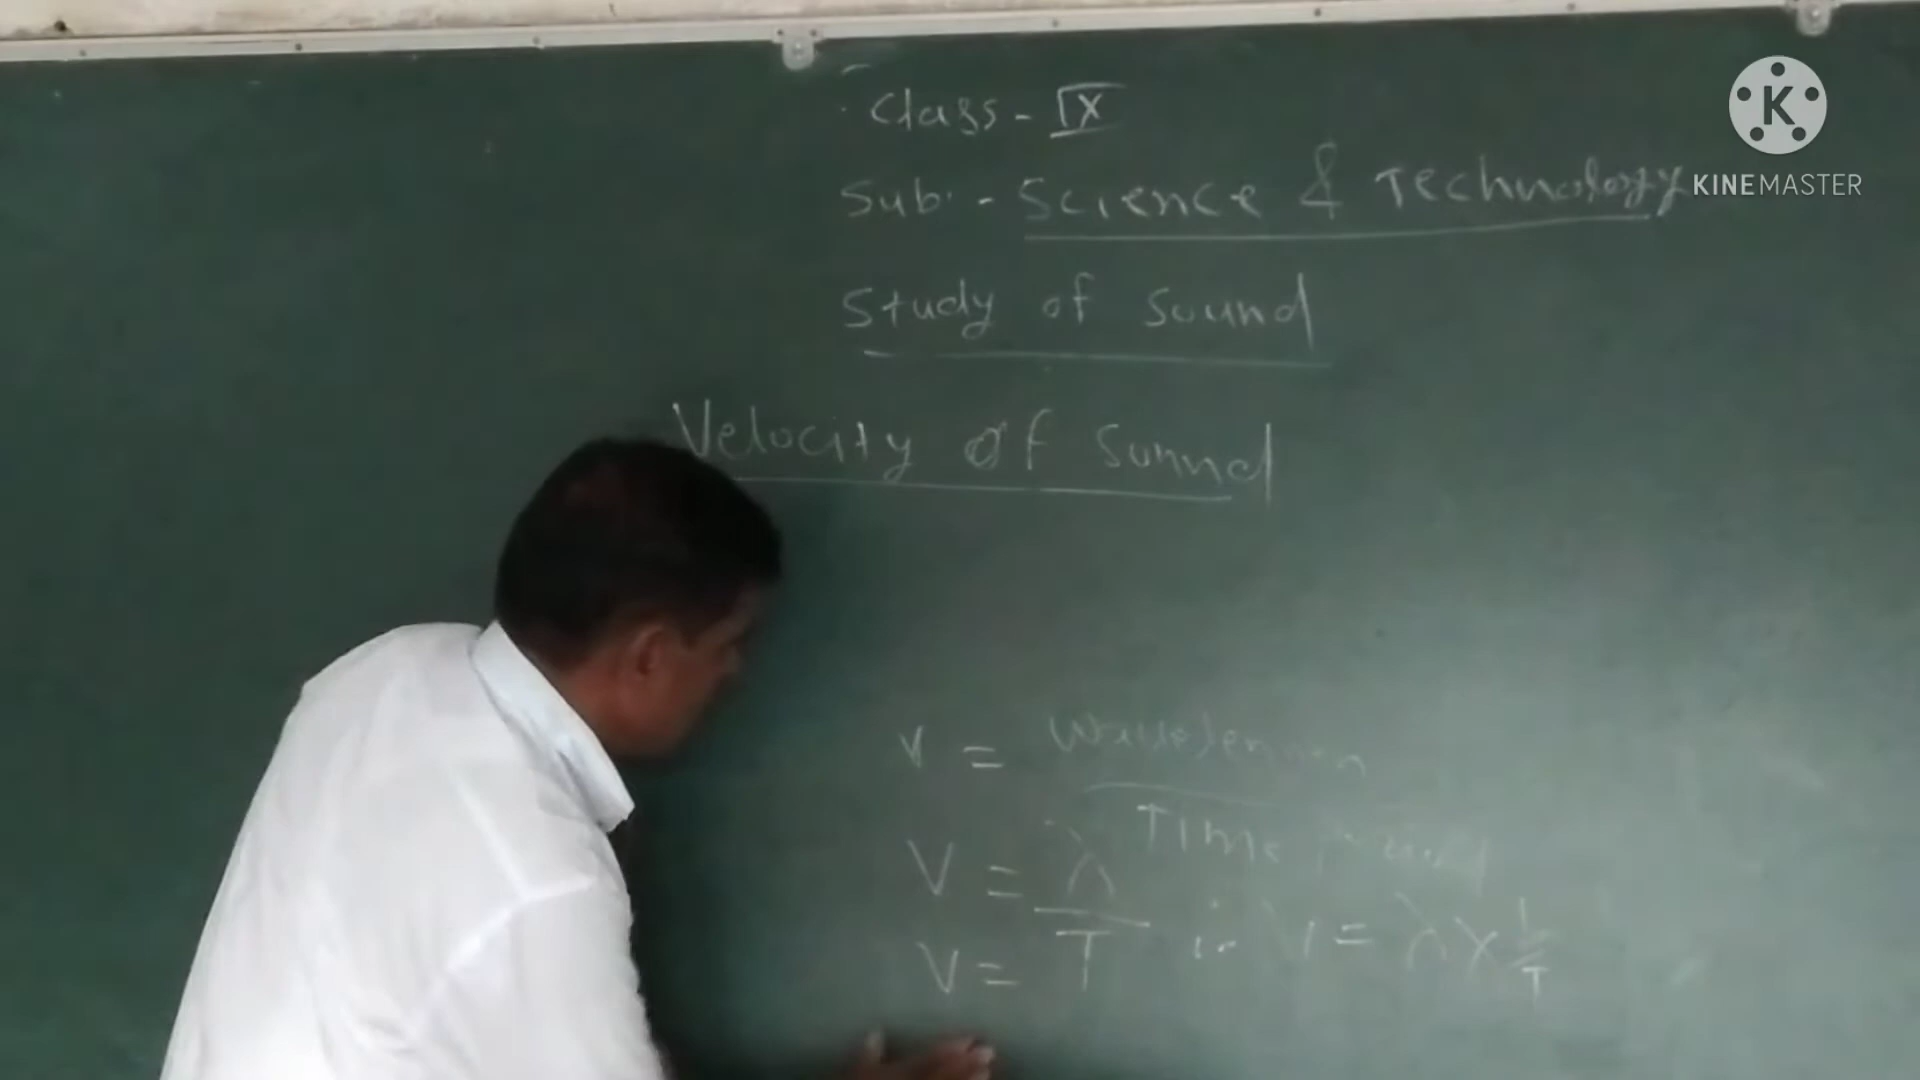 Class - IX
Sub. - Science & Technology
KINEMASTER
Study of Sound
Velocity of Sound
v = Wavelength
Time period
V = λ
T
∴ V = λ X 1
T
V =